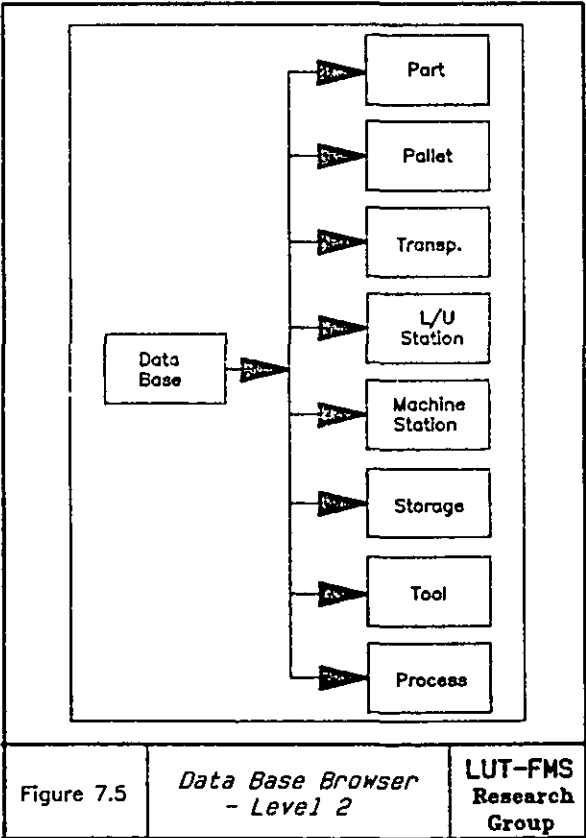 Part
Pallet
Transp.
L/U
Station
Data
Base
Machine
Station
Storage
Tool
Process
Figure 7.5
Data Base Browser
- Level 2
LUT-FMS
Research
Group